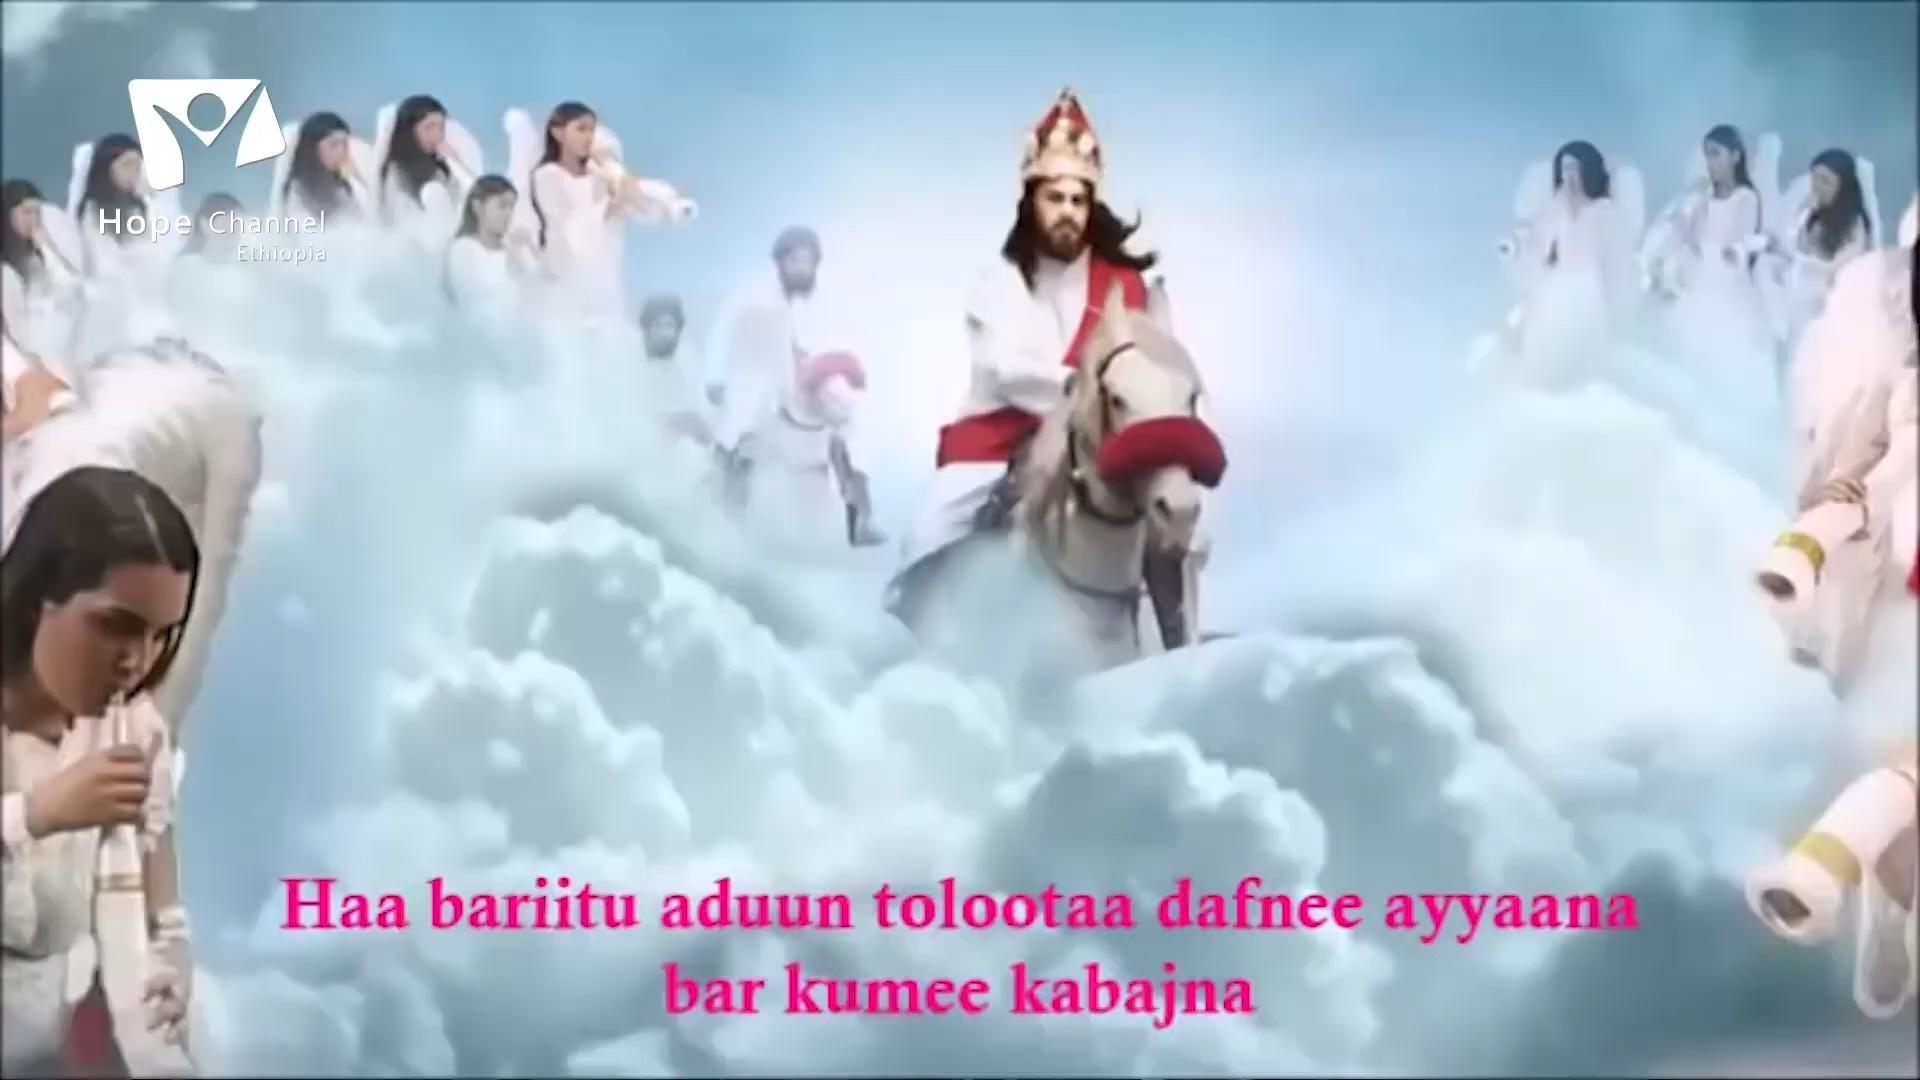 Hope Channel
Ethiopia
Haa bariitu aduun tolootaa dafnee ayyaana
bar kumee kabajna